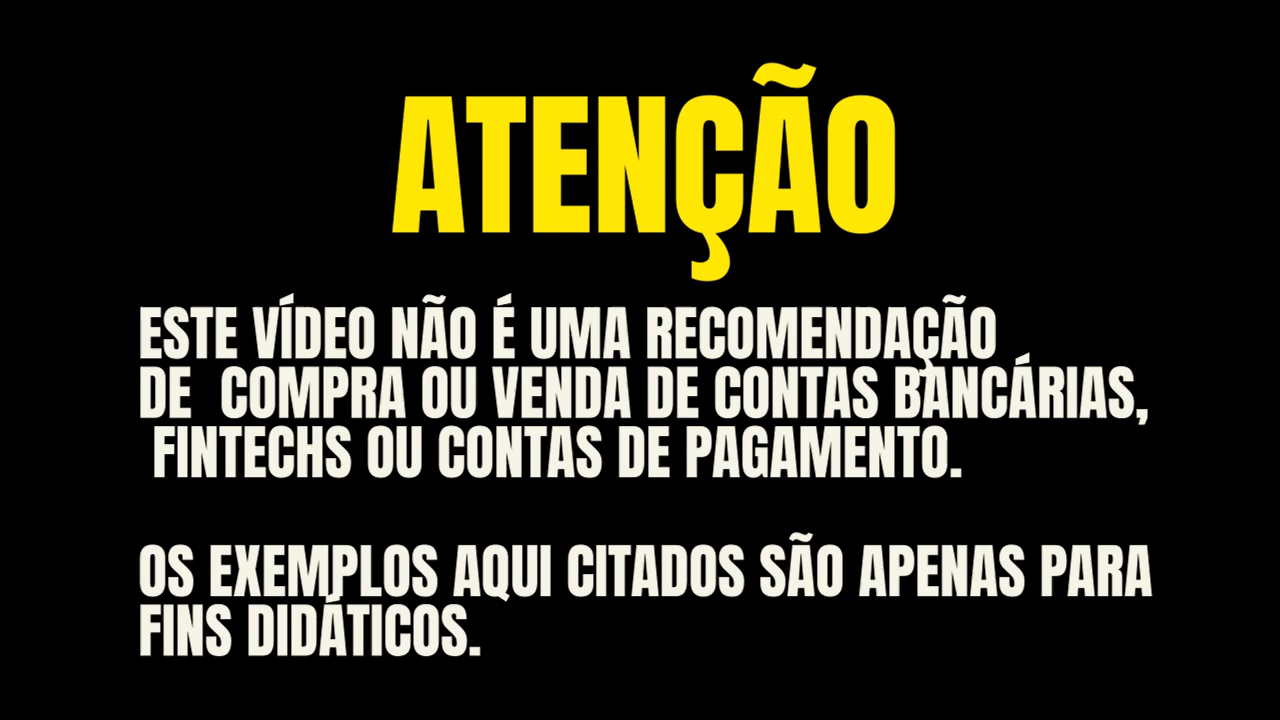 ATENÇÃO
ESTE VÍDEO NÃO É UMA RECOMENDAÇÃO
DE COMPRA OU VENDA DE CONTAS BANCÁRIAS,
FINTECHS OU CONTAS DE PAGAMENTO.
OS EXEMPLOS AQUI CITADOS SÃO APENAS PARA
FINS DIDÁTICOS.